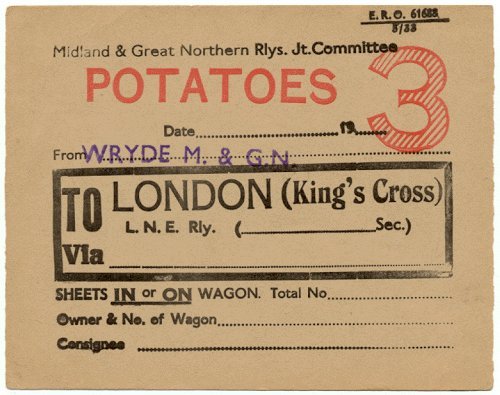 E.R.O. 61688
5/33
Midland & Great Northern Rlys. Jt. Committee
POTATOES 3
Date 19
From WRYDE M. & G.N.
TO LONDON (King's Cross)
L. N. E. Rly. ( Sec.)
Via
SHEETS IN or ON WAGON. Total No
Owner & No. of Wagon
Consignee